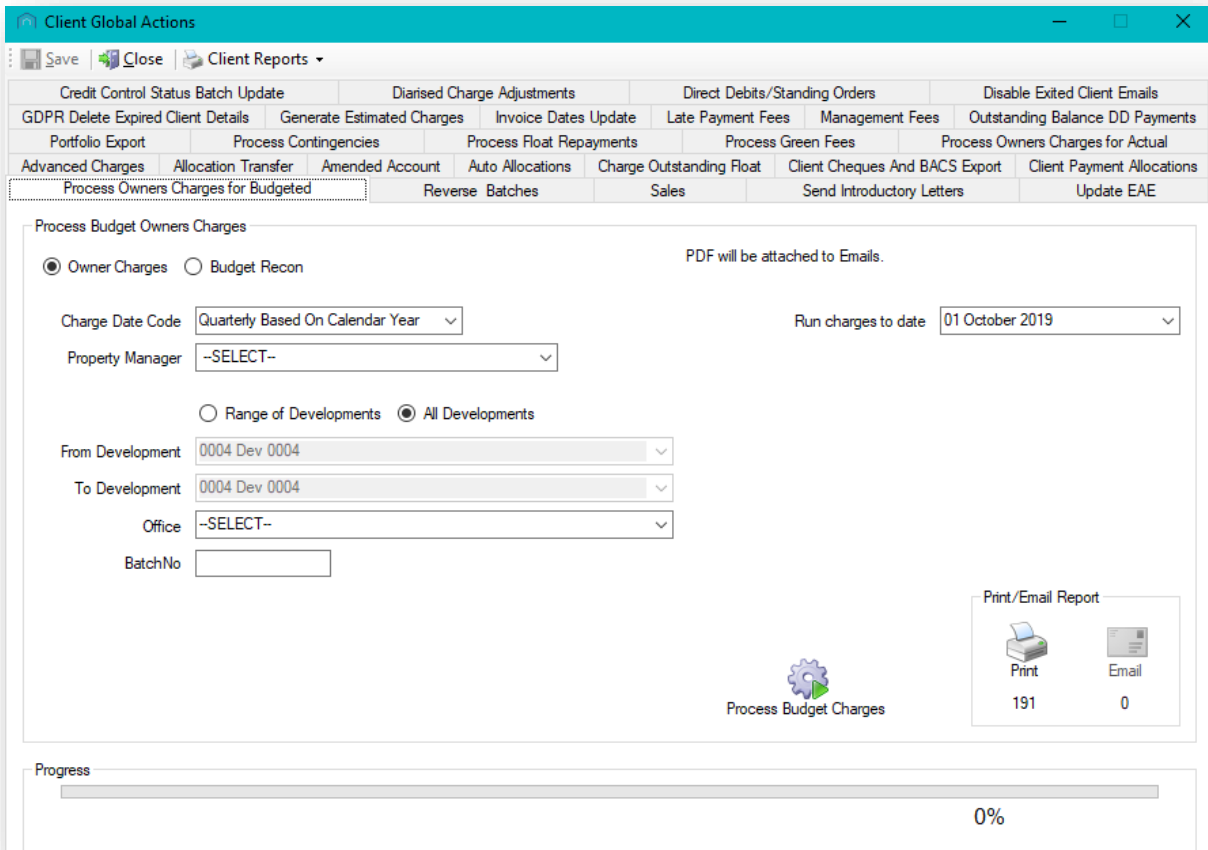 Client Global Actions
Save Close Client Reports
Credit Control Status Batch Update Diarised Charge Adjustments Direct Debits/Standing Orders Disable Exited Client Emails
GDPR Delete Expired Client Details Generate Estimated Charges Invoice Dates Update Late Payment Fees Management Fees Outstanding Balance DD Payments
Portfolio Export Process Contingencies Process Float Repayments Process Green Fees Process Owners Charges for Actual
Advanced Charges Allocation Transfer Amended Account Auto Allocations Charge Outstanding Float Client Cheques And BACS Export Client Payment Allocations
Process Owners Charges for Budgeted Reverse Batches Sales Send Introductory Letters Update EAE
Process Budget Owners Charges
PDF will be attached to Emails.
Owner Charges Budget Recon
Charge Date Code Quarterly Based On Calendar Year Run charges to date 01 October 2019
Property Manager --SELECT--
Range of Developments All Developments
From Development 0004 Dev 0004
To Development 0004 Dev 0004
Office --SELECT--
BatchNo
Print/Email Report
Print Email
191 0
Process Budget Charges
Progress
0%